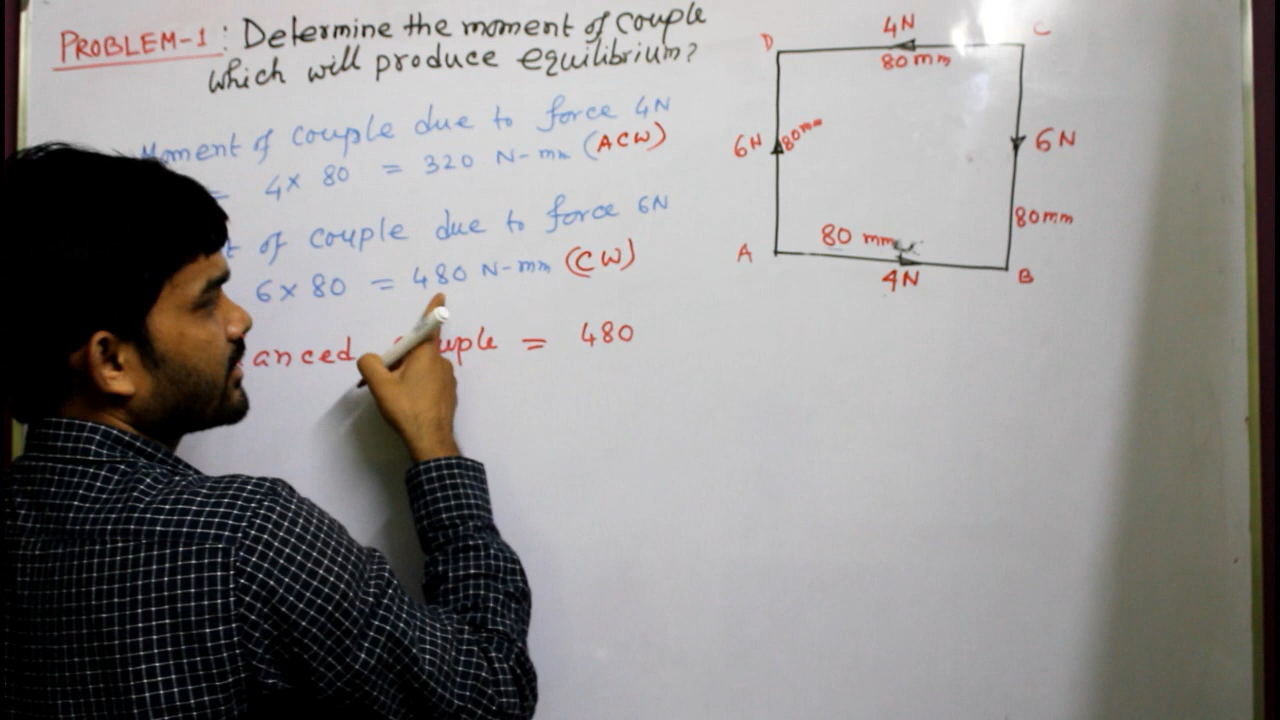 PROBLEM-1: Determine the moment of couple
which will produce equilibrium?
Moment of couple due to force 4N
= 4× 80 = 320 N-mm (ACW)
of couple due to force 6N
6× 80 = 480 N-mm (CW)
anced uple = 480
4N
D
C
80mm
6N
80mm
6N
80mm
80 mm
A
4N
B